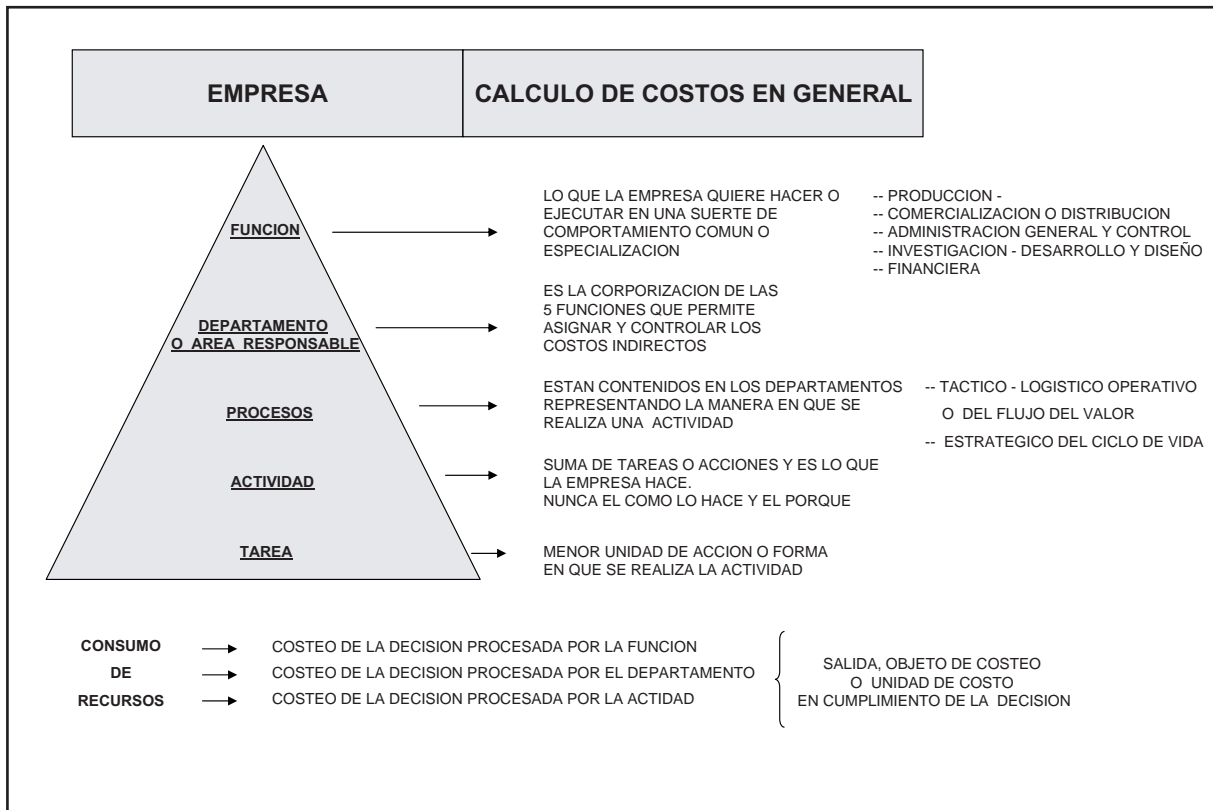 EMPRESA
CALCULO DE COSTOS EN GENERAL
FUNCION
LO QUE LA EMPRESA QUIERE HACER O
EJECUTAR EN UNA SUERTE DE
COMPORTAMIENTO COMUN O
ESPECIALIZACION
-- PRODUCCION -
-- COMERCIALIZACION O DISTRIBUCION
-- ADMINISTRACION GENERAL Y CONTROL
-- INVESTIGACION - DESARROLLO Y DISEÑO
-- FINANCIERA
DEPARTAMENTO
O AREA RESPONSABLE
ES LA CORPORIZACION DE LAS
5 FUNCIONES QUE PERMITE
ASIGNAR Y CONTROLAR LOS
COSTOS INDIRECTOS
PROCESOS
ESTAN CONTENIDOS EN LOS DEPARTAMENTOS
REPRESENTANDO LA MANERA EN QUE SE
REALIZA UNA ACTIVIDAD
-- TACTICO - LOGISTICO OPERATIVO
O DEL FLUJO DEL VALOR
-- ESTRATEGICO DEL CICLO DE VIDA
ACTIVIDAD
SUMA DE TAREAS O ACCIONES Y ES LO QUE
LA EMPRESA HACE.
NUNCA EL COMO LO HACE Y EL PORQUE
TAREA
MENOR UNIDAD DE ACCION O FORMA
EN QUE SE REALIZA LA ACTIVIDAD
CONSUMO
DE
RECURSOS
COSTEO DE LA DECISION PROCESADA POR LA FUNCION
COSTEO DE LA DECISION PROCESADA POR EL DEPARTAMENTO
COSTEO DE LA DECISION PROCESADA POR LA ACTIDAD
SALIDA, OBJETO DE COSTEO
O UNIDAD DE COSTO
EN CUMPLIMIENTO DE LA DECISION